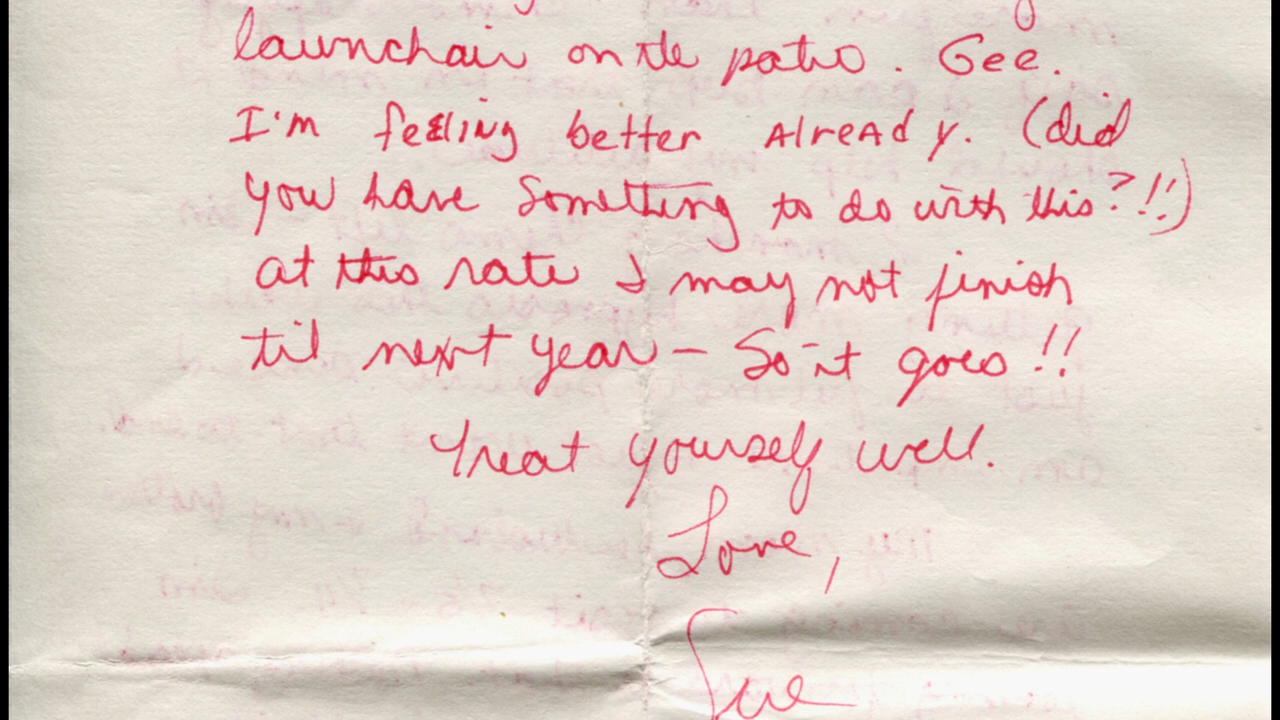 lawnchair on the patio. Gee.
I'm feeling better already. (did
you have something to do with this?!!)
at this rate I may not finish
til next year - So it goes!!
Treat yourself well.
Love,
Sue